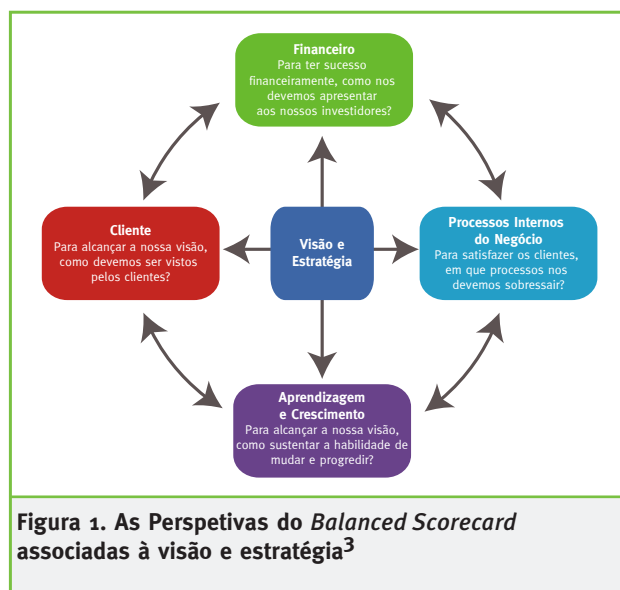 Financeiro
Para ter sucesso
financeiramente, como nos
devemos apresentar
aos nossos investidores?
Cliente
Para alcançar a nossa visão,
como devemos ser vistos
pelos clientes?
Visão e
Estratégia
Processos Internos
do Negócio
Para satisfazer os clientes,
em que processos nos
devemos sobressair?
Aprendizagem
e Crescimento
Para alcançar a nossa visão,
como sustentar a habilidade de
mudar e progredir?
Figura 1. As Perspetivas do Balanced Scorecard
associadas à visão e estratégia3